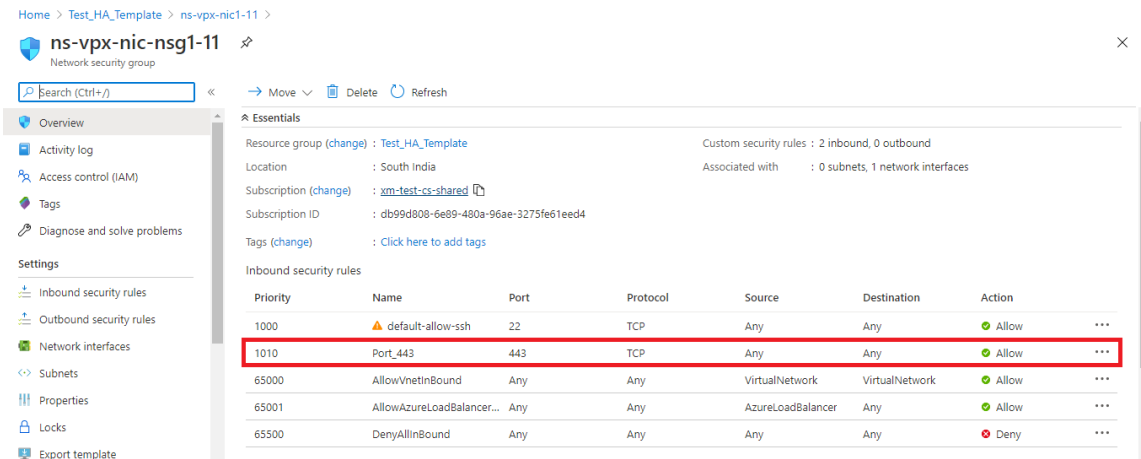 Home > Test_HA_Template > ns-vpx-nic1-11 >
ns-vpx-nic-nsg1-11
Network security group
Search (Ctrl+/)
«
Overview
Activity log
Access control (IAM)
Tags
Diagnose and solve problems
Settings
Inbound security rules
Outbound security rules
Network interfaces
Subnets
Properties
Locks
Export template
Move Delete Refresh
Essentials
Resource group (change) : Test_HA_Template
Location : South India
Subscription (change) : xm-test-cs-shared
Subscription ID : db99d808-6e89-480a-96ae-3275fe61eed4
Tags (change) : Click here to add tags
Custom security rules : 2 inbound, 0 outbound
Associated with : 0 subnets, 1 network interfaces
Inbound security rules
Priority Name Port Protocol Source Destination Action
1000 default-allow-ssh 22 TCP Any Any Allow ...
1010 Port_443 443 TCP Any Any Allow ...
65000 AllowVnetInBound Any Any VirtualNetwork VirtualNetwork Allow ...
65001 AllowAzureLoadBalancer... Any Any AzureLoadBalancer Any Allow ...
65500 DenyAllInBound Any Any Any Any Deny ...